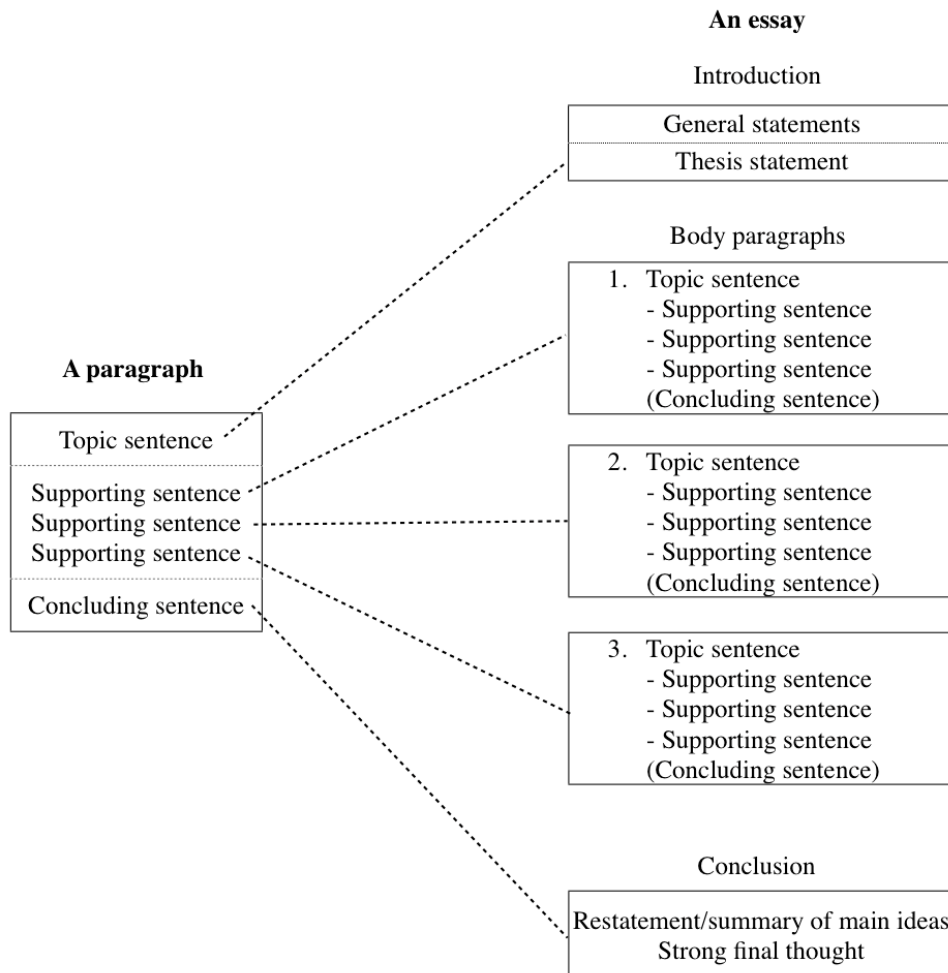 A paragraph
Topic sentence
Supporting sentence
Supporting sentence
Supporting sentence
Concluding sentence
An essay
Introduction
General statements
Thesis statement
Body paragraphs
1. Topic sentence
- Supporting sentence
- Supporting sentence
- Supporting sentence
(Concluding sentence)
2. Topic sentence
- Supporting sentence
- Supporting sentence
- Supporting sentence
(Concluding sentence)
3. Topic sentence
- Supporting sentence
- Supporting sentence
- Supporting sentence
(Concluding sentence)
Conclusion
Restatement/summary of main ideas
Strong final thought